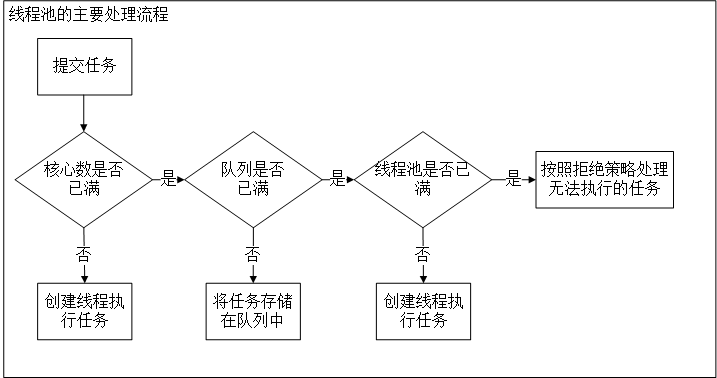 线程池的主要处理流程
提交任务
核心数是否
已满
是
队列是否
已满
是
线程池是否已
满
是
按照拒绝策略处理
无法执行的任务
否
否
否
创建线程执
行任务
将任务存储
在队列中
创建线程执
行任务